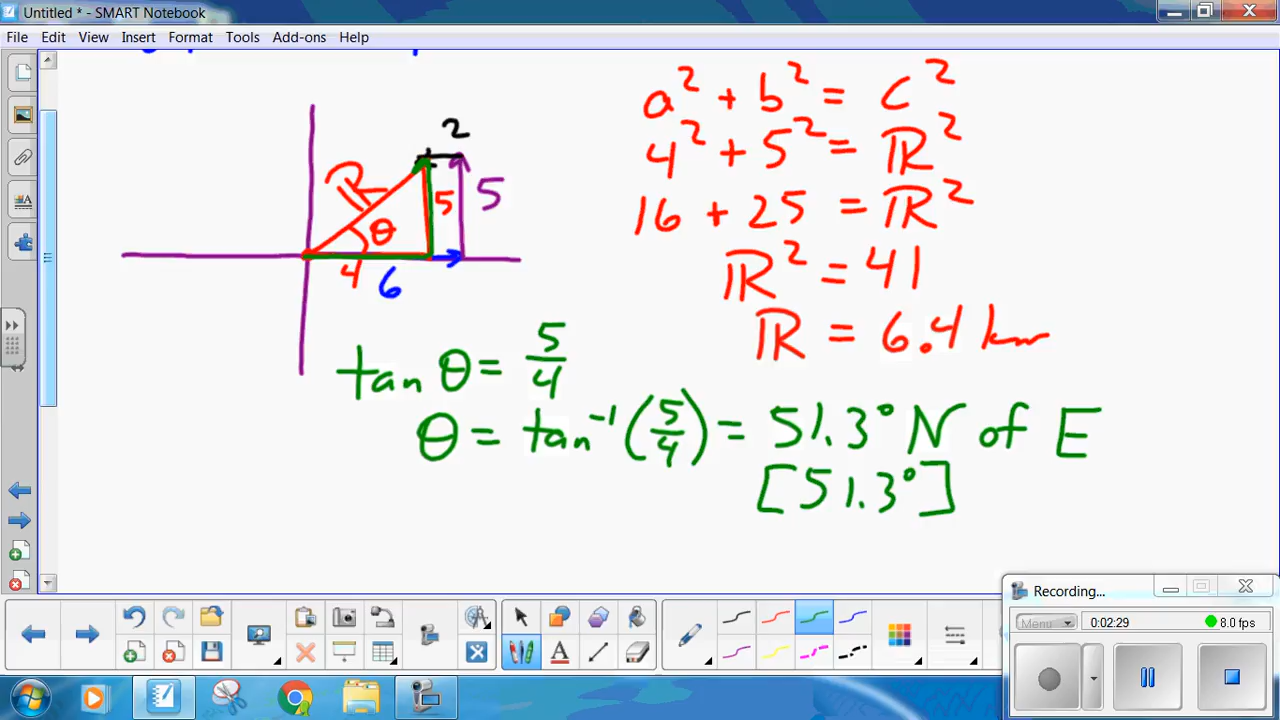 Untitled * - SMART Notebook
File Edit View Insert Format Tools Add-ons Help
a² + b² = c²
4² + 5² = R²
16 + 25 = R²
R² = 41
R = 6.4 km
2
R
5
5
θ
4
6
tan θ = 5/4
θ = tan⁻¹(5/4) = 51.3° N of E
[51.3°]
Recording...
Menu 0:02:29 8.0 fps